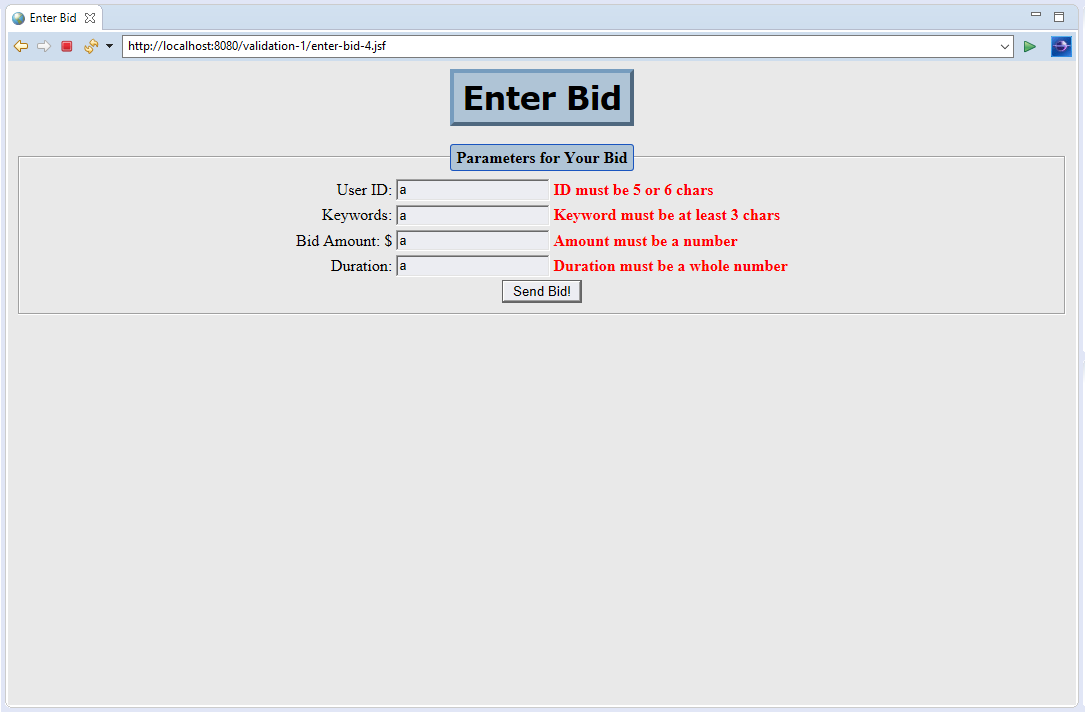 Enter Bid
http://localhost:8080/validation-1/enter-bid-4.jsf
Enter Bid
Parameters for Your Bid
User ID: a ID must be 5 or 6 chars
Keywords: a Keyword must be at least 3 chars
Bid Amount: $ a Amount must be a number
Duration: a Duration must be a whole number
Send Bid!